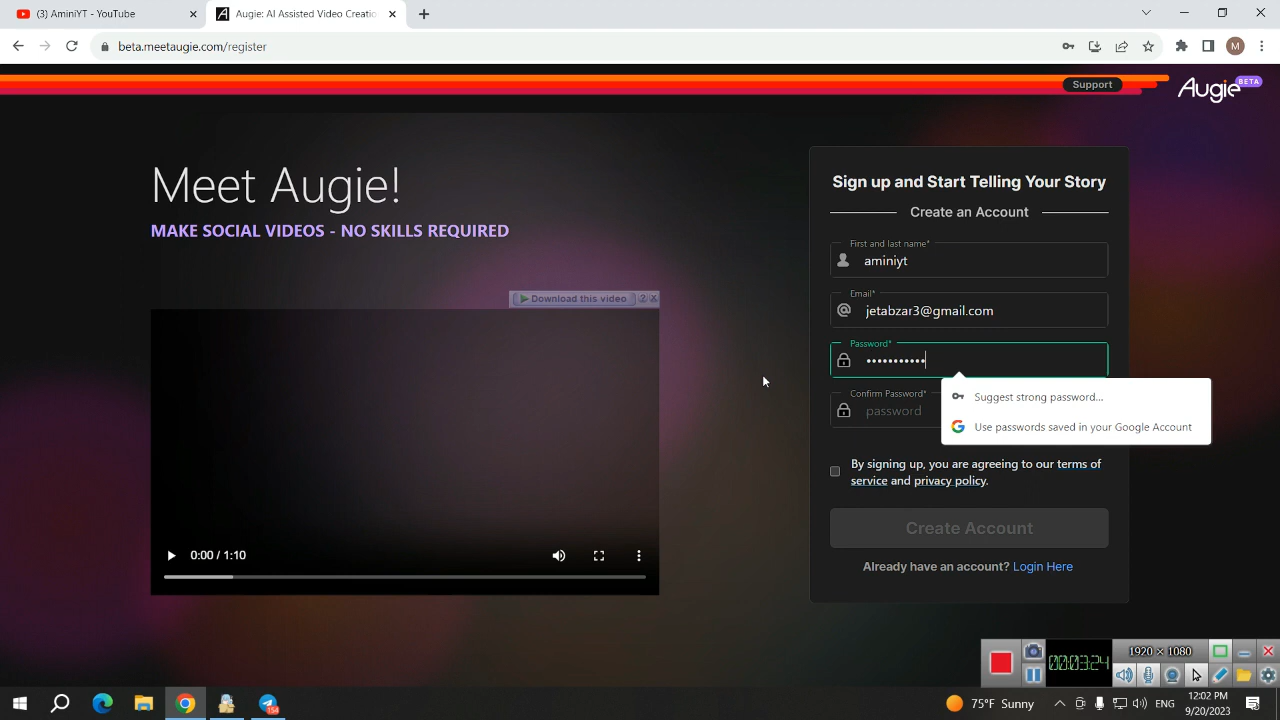 (3) AminiYT - YouTube
Augie: AI Assisted Video Creatio
beta.meetaugie.com/register
M
Support
Augie BETA
Meet Augie!
MAKE SOCIAL VIDEOS - NO SKILLS REQUIRED
Download this video ?
0:00 / 1:10
Sign up and Start Telling Your Story
Create an Account
First and last name*
aminiyt
Email*
@ jetabzar3@gmail.com
Password*
•••••••••••
Confirm Password*
password
Suggest strong password...
Use passwords saved in your Google Account
By signing up, you are agreeing to our terms of
service and privacy policy.
Create Account
Already have an account? Login Here
00:03:24
1920 × 1080
154
75°F Sunny
ENG
12:02 PM
9/20/2023